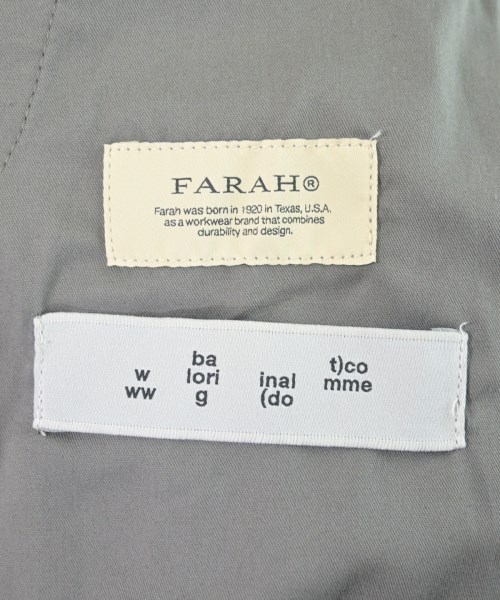 FARAH®
Farah was born in 1920 in Texas, U.S.A.
as a workwear brand that combines
durability and design.
w
ww
ba
lori
g
inal
(do
t)co
mme